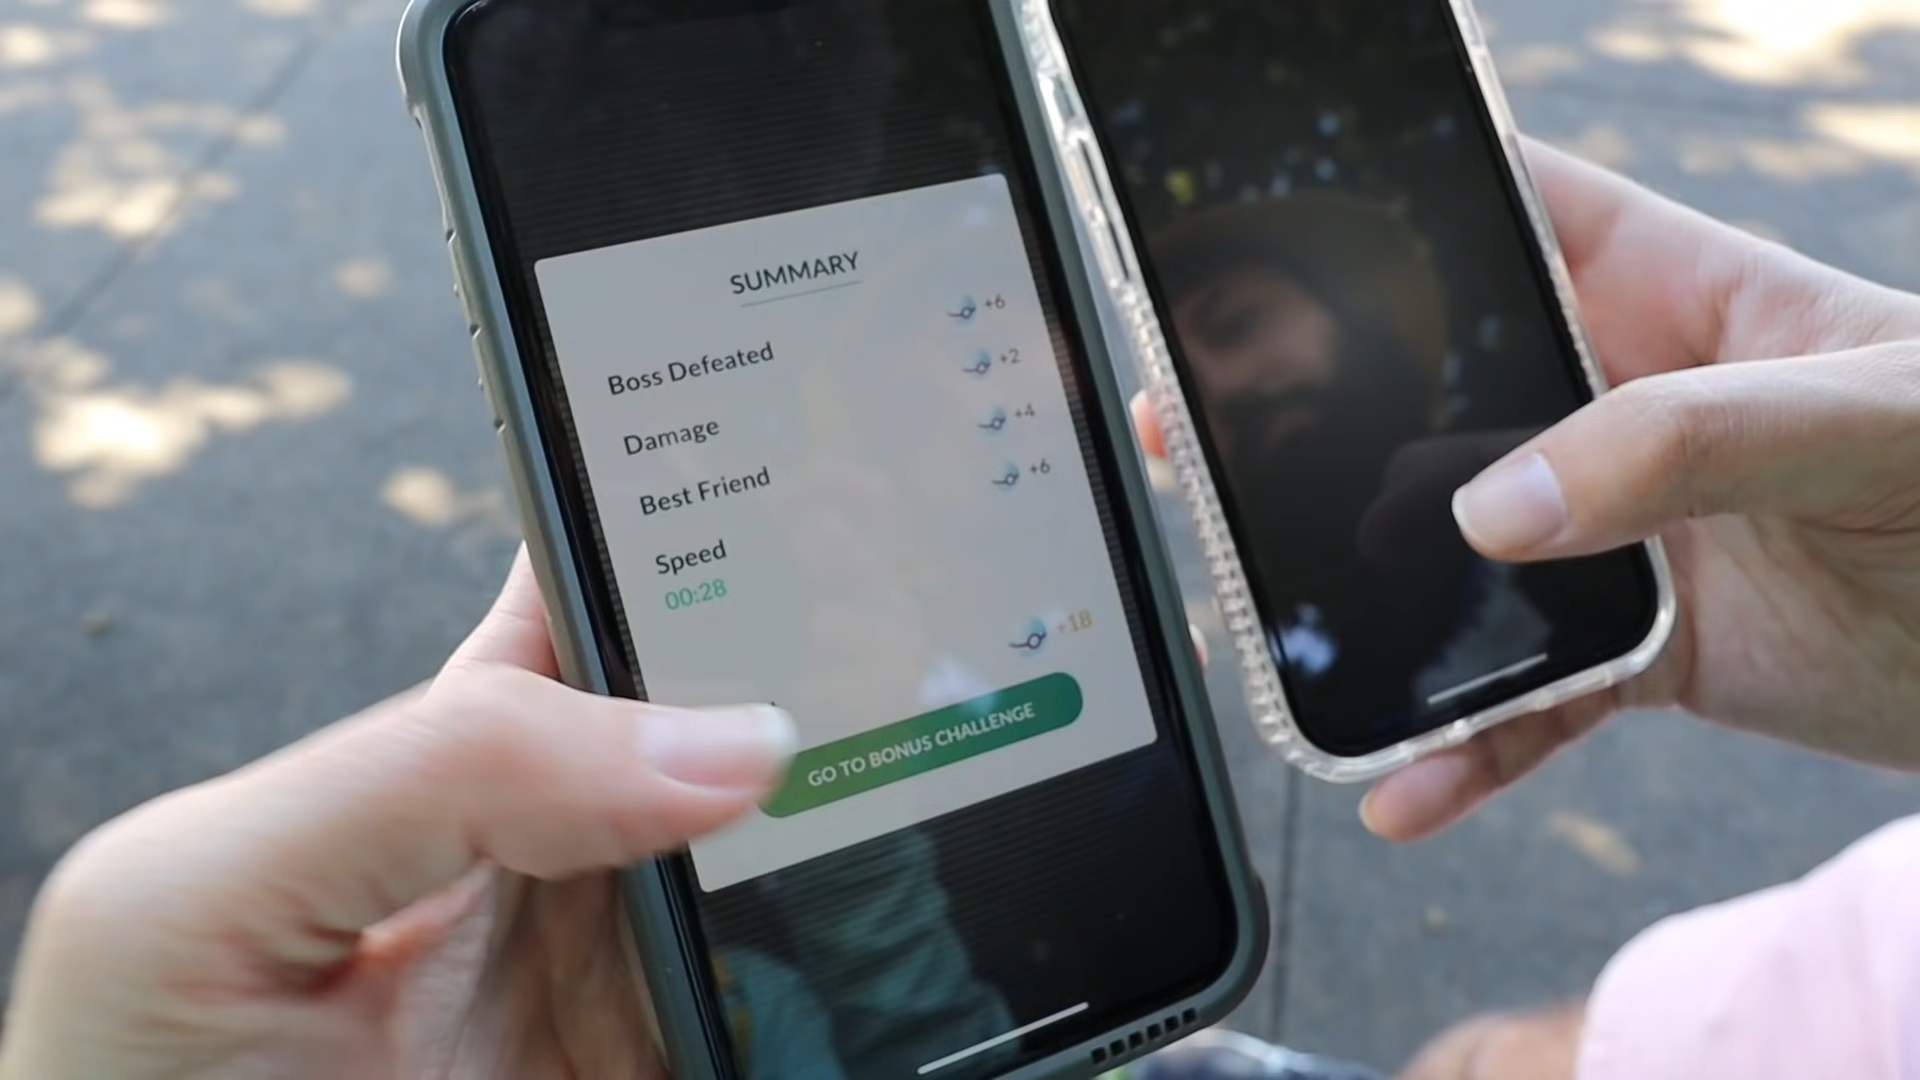 SUMMARY
Boss Defeated +6
Damage +2
Best Friend +4
Speed +6
00:28
+18
GO TO BONUS CHALLENGE